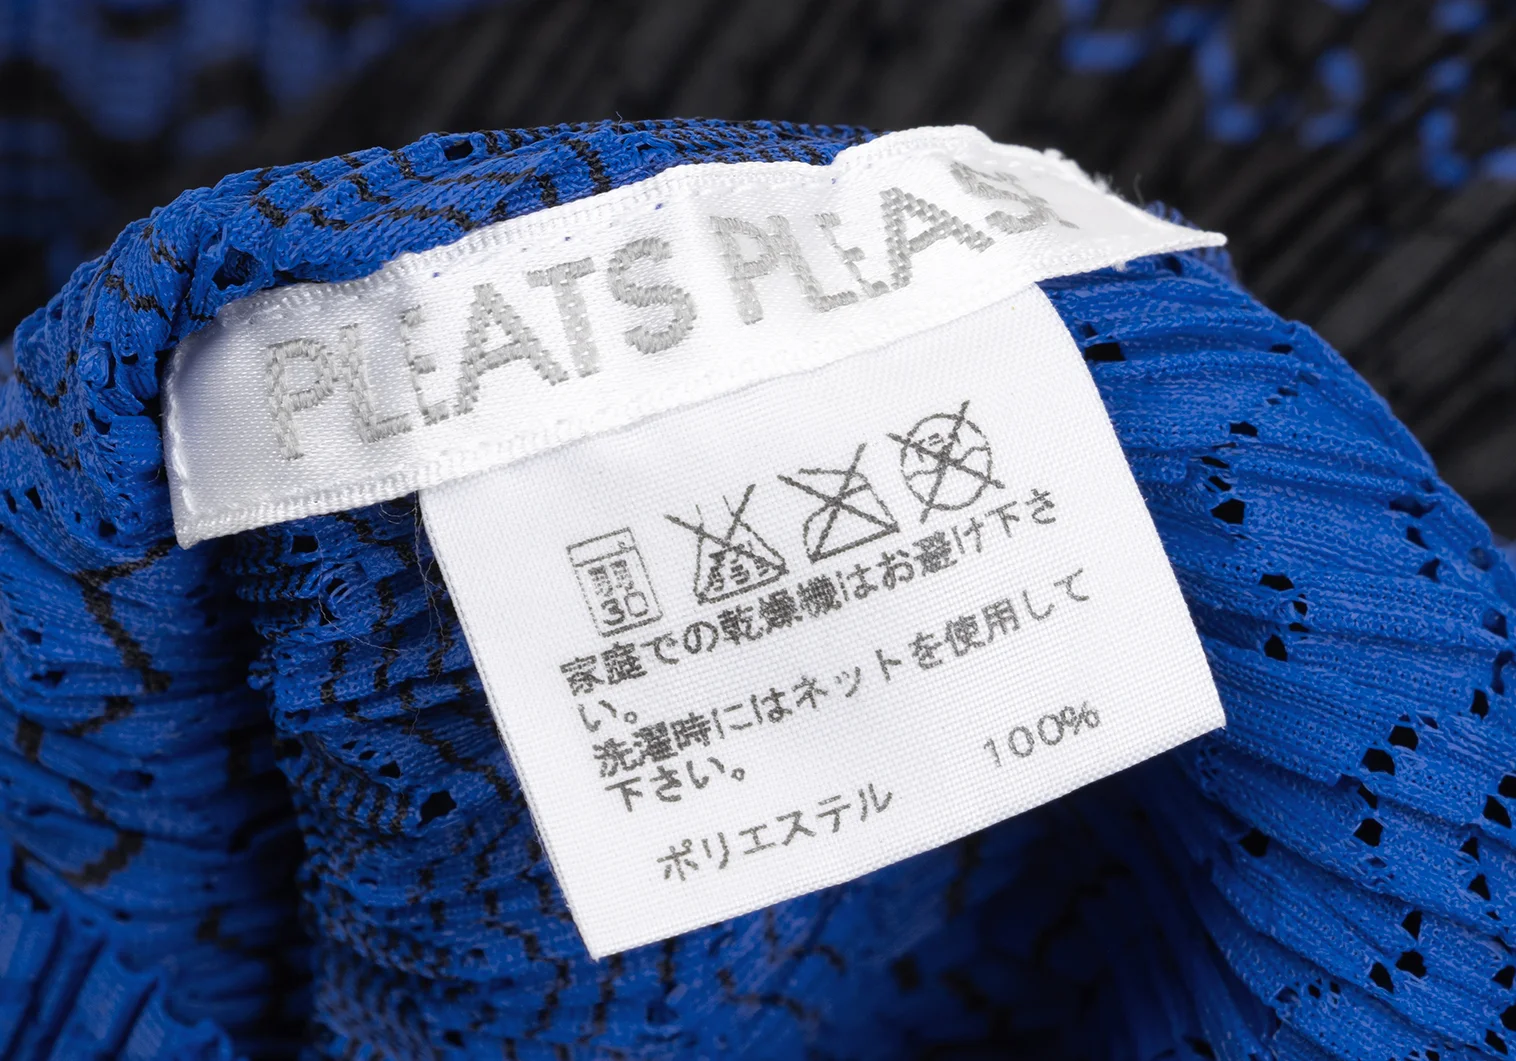 PLEATS PLEASE
30
家庭での乾燥機はお避け下さ
い。
洗濯時にはネットを使用して
下さい。
ポリエステル 100%